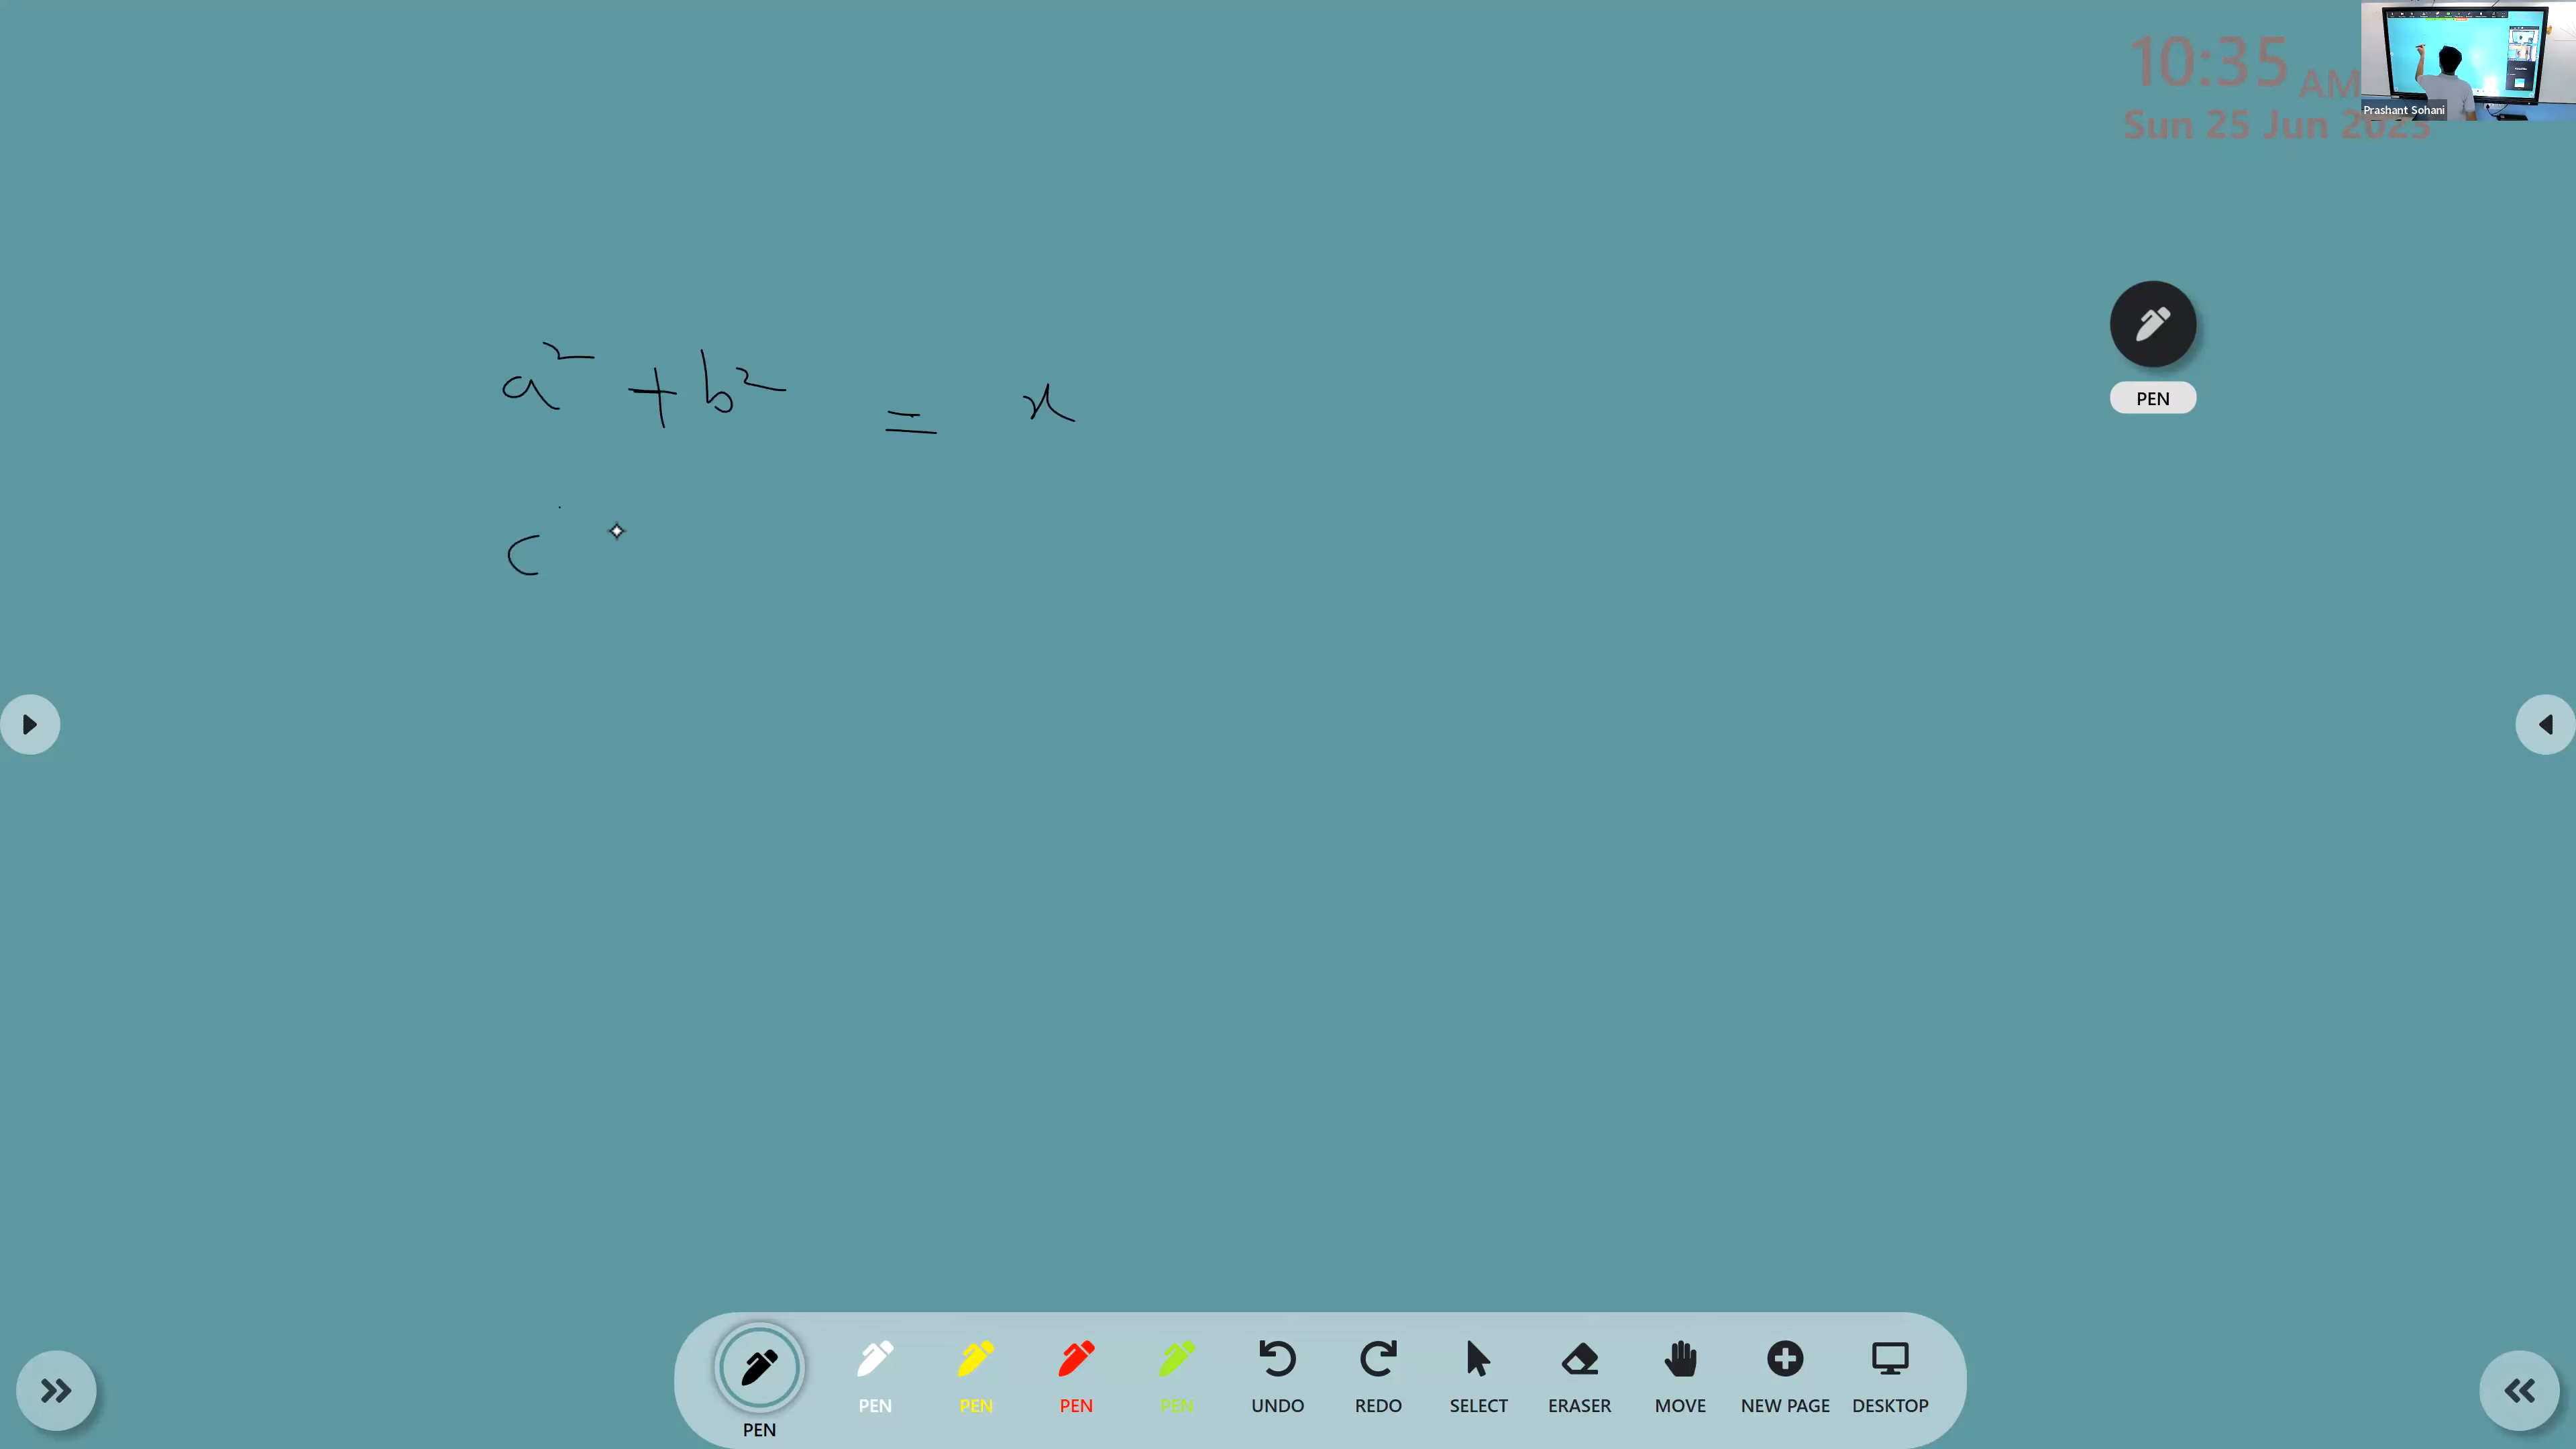 10:35 AM
Prashant Sohani
Sun 25 Jun 2023
a² + b² = x
PEN
c
PEN PEN PEN PEN PEN UNDO REDO SELECT ERASER MOVE NEW PAGE DESKTOP